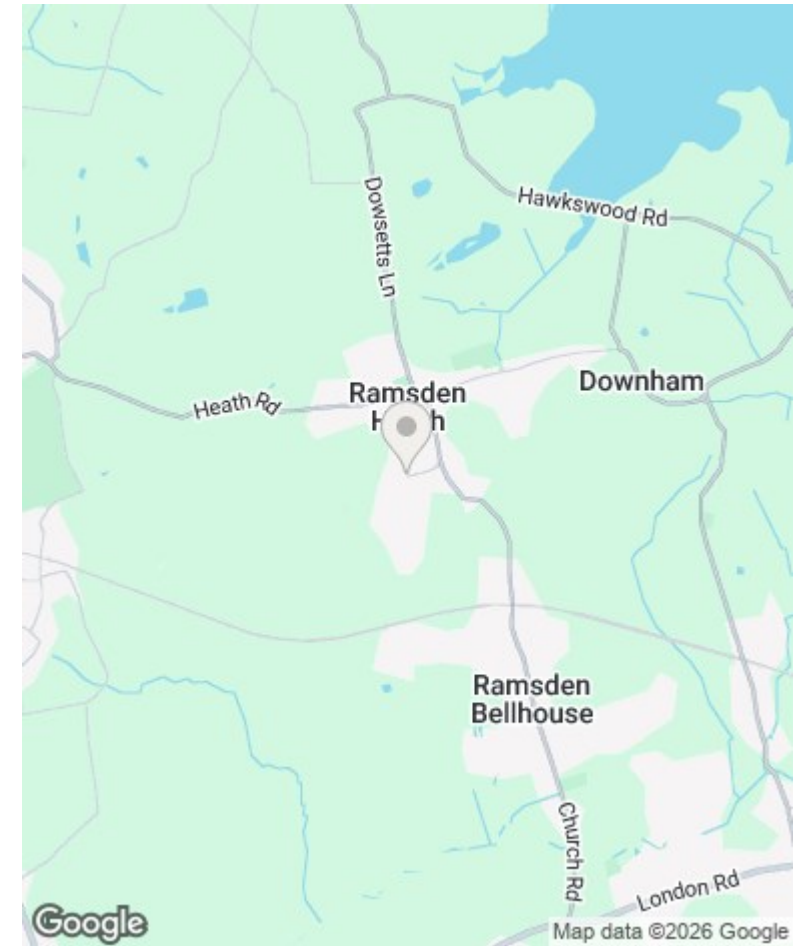 Hawkswood Rd
Dowsetts Ln
Downham
Ramsden
Heath Rd
Ramsden
Bellhouse
Church Rd
London Rd
Google
Map data ©2026 Google